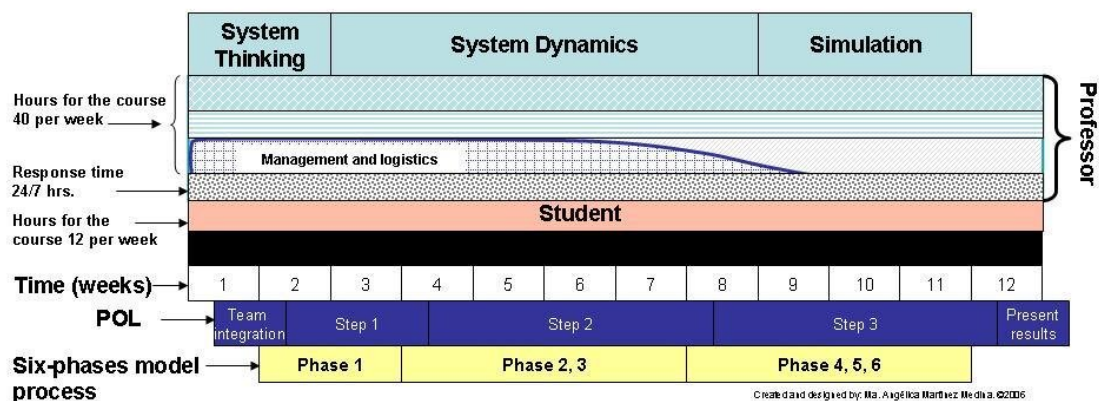 System
Thinking
System Dynamics
Simulation
Hours for the course
40 per week
Management and logistics
Professor
Response time
24/7 hrs.
Student
Hours for the
course 12 per week
Time (weeks)
1 2 3 4 5 6 7 8 9 10 11 12
POL
Team
integration
Step 1
Step 2
Step 3
Present
results
Six-phases model
process
Phase 1
Phase 2, 3
Phase 4, 5, 6
Created and designed by: Ma. Angélica Martínez Medina. ©2006